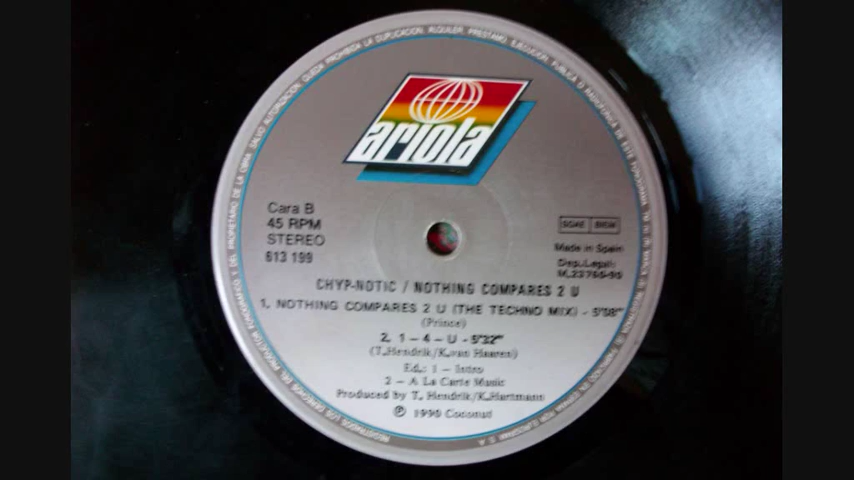 ariola
Cara B
45 RPM
STEREO
613 199
SGAE BIEM
Made in Spain
Dep. Legal:
CHYP-NOTIC / NOTHING COMPARES 2 U
1. NOTHING COMPARES 2 U (THE TECHNO MIX) - 5'08"
(Prince)
2. 1 - 4 - U - 5'32"
(T.Hendrik/K.van Haaren)
Ed.: 1 - Intro
2 - A La Carte Music
Produced by T. Hendrik/K.Hartmann
℗ 1990 Coconut